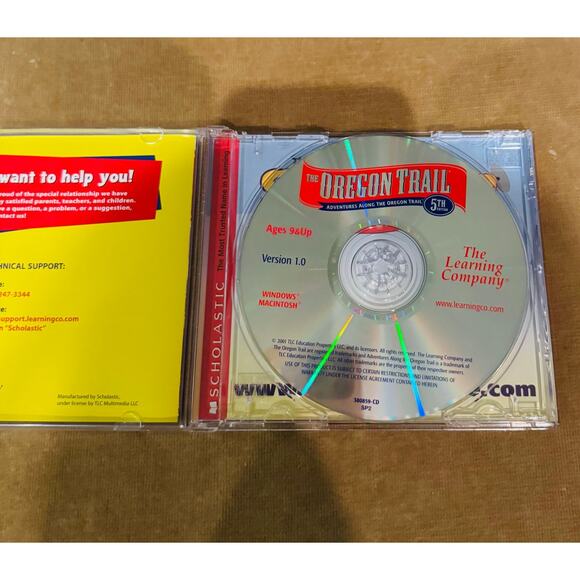 want to help you!
roud of the special relationship we have
y satisfied parents, teachers, and children.
ve a question, a problem, or a suggestion,
ontact us!
HNICAL SUPPORT:
e:
247-3344
e:
support.learningco.com
n "Scholastic"
Manufactured by Scholastic,
under license by TLC Multimedia LLC
SCHOLASTIC The Most Trusted Name in Learning
THE OREGON TRAIL
ADVENTURES ALONG THE OREGON TRAIL
5TH EDITION
Ages 9&Up
Version 1.0
WINDOWS®
MACINTOSH®
The
Learning
Company®
www.learningco.com
© 2001 TLC Education Properties LLC, and its licensors. All rights reserved. The Learning Company and
The Oregon Trail are registered trademarks and Adventures Along the Oregon Trail is a trademark of
TLC Education Properties LLC. All other trademarks are the property of their respective owners.
USE OF THIS PRODUCT IS SUBJECT TO CERTAIN RESTRICTIONS AND LIMITATIONS OF
WARRANTY UNDER THE LICENSE AGREEMENT CONTAINED HEREIN.
www.
.com
380859-CD
SP2